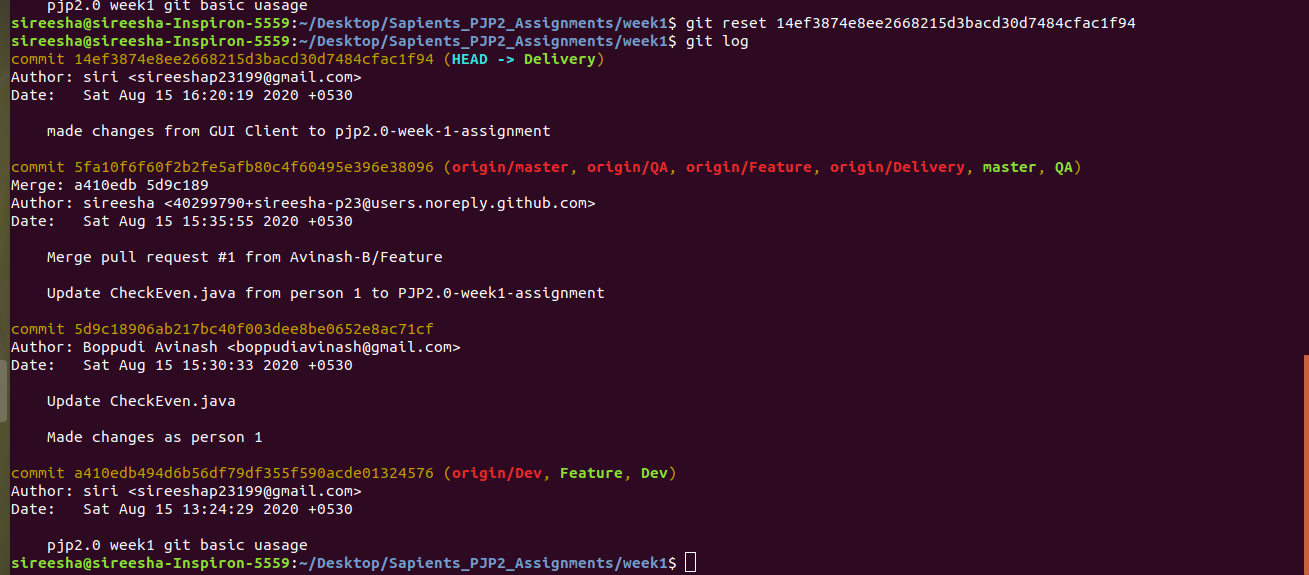 pjp2.0 week1 git basic uasage
sireesha@sireesha-Inspiron-5559:~/Desktop/Sapients_PJP2_Assignments/week1$ git reset 14ef3874e8ee2668215d3bacd30d7484cfac1f94
sireesha@sireesha-Inspiron-5559:~/Desktop/Sapients_PJP2_Assignments/week1$ git log
commit 14ef3874e8ee2668215d3bacd30d7484cfac1f94 (HEAD -> Delivery)
Author: siri <sireeshap23199@gmail.com>
Date:   Sat Aug 15 16:20:19 2020 +0530
made changes from GUI Client to pjp2.0-week-1-assignment
commit 5fa10f6f60f2b2fe5afb80c4f60495e396e38096 (origin/master, origin/QA, origin/Feature, origin/Delivery, master, QA)
Merge: a410edb 5d9c189
Author: sireesha <40299790+sireesha-p23@users.noreply.github.com>
Date:   Sat Aug 15 15:35:55 2020 +0530
Merge pull request #1 from Avinash-B/Feature
Update CheckEven.java from person 1 to PJP2.0-week1-assignment
commit 5d9c18906ab217bc40f003dee8be0652e8ac71cf
Author: Boppudi Avinash <boppudiavinash@gmail.com>
Date:   Sat Aug 15 15:30:33 2020 +0530
Update CheckEven.java
Made changes as person 1
commit a410edb494d6b56df79df355f590acde01324576 (origin/Dev, Feature, Dev)
Author: siri <sireeshap23199@gmail.com>
Date:   Sat Aug 15 13:24:29 2020 +0530
pjp2.0 week1 git basic uasage
sireesha@sireesha-Inspiron-5559:~/Desktop/Sapients_PJP2_Assignments/week1$